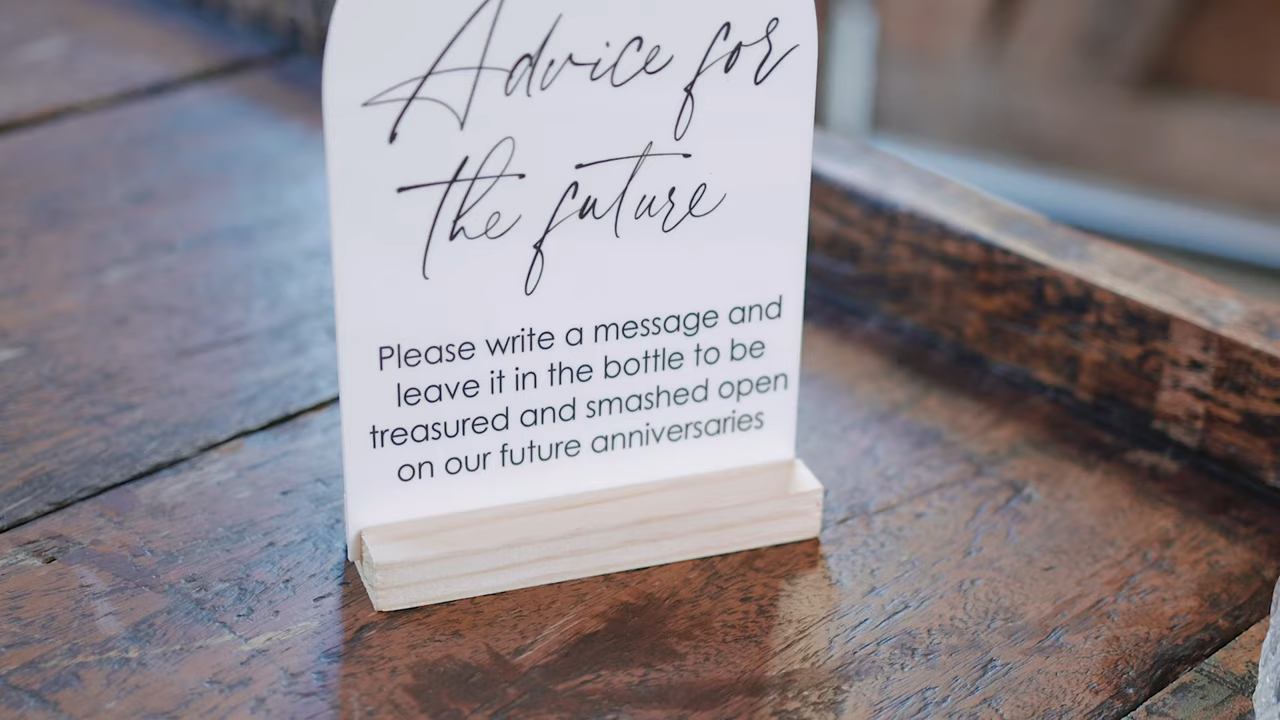 Advice for
the future
Please write a message and
leave it in the bottle to be
treasured and smashed open
on our future anniversaries